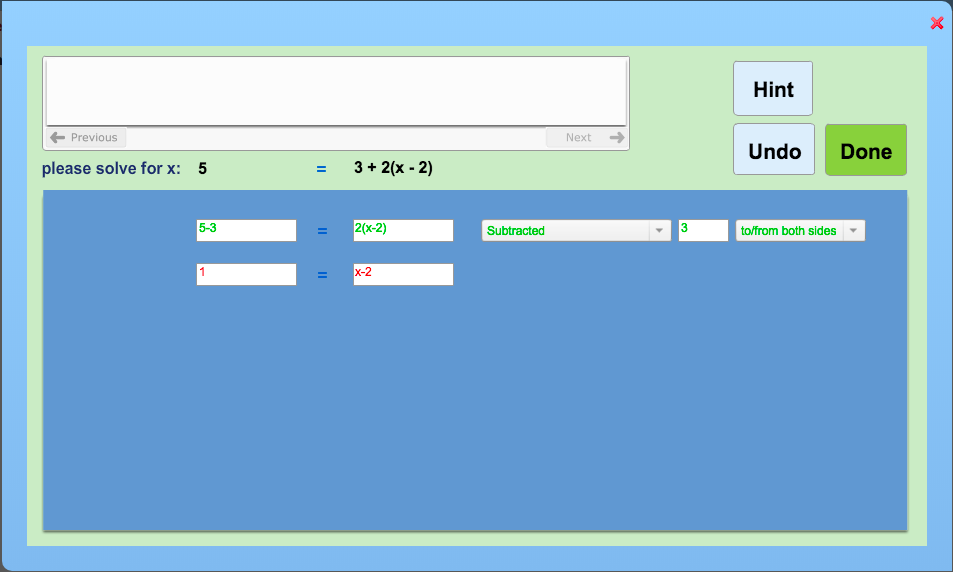 Hint
Previous
Next
Undo
Done
please solve for x: 5 = 3 + 2(x - 2)
5-3 = 2(x-2) Subtracted 3 to/from both sides
1 = x-2